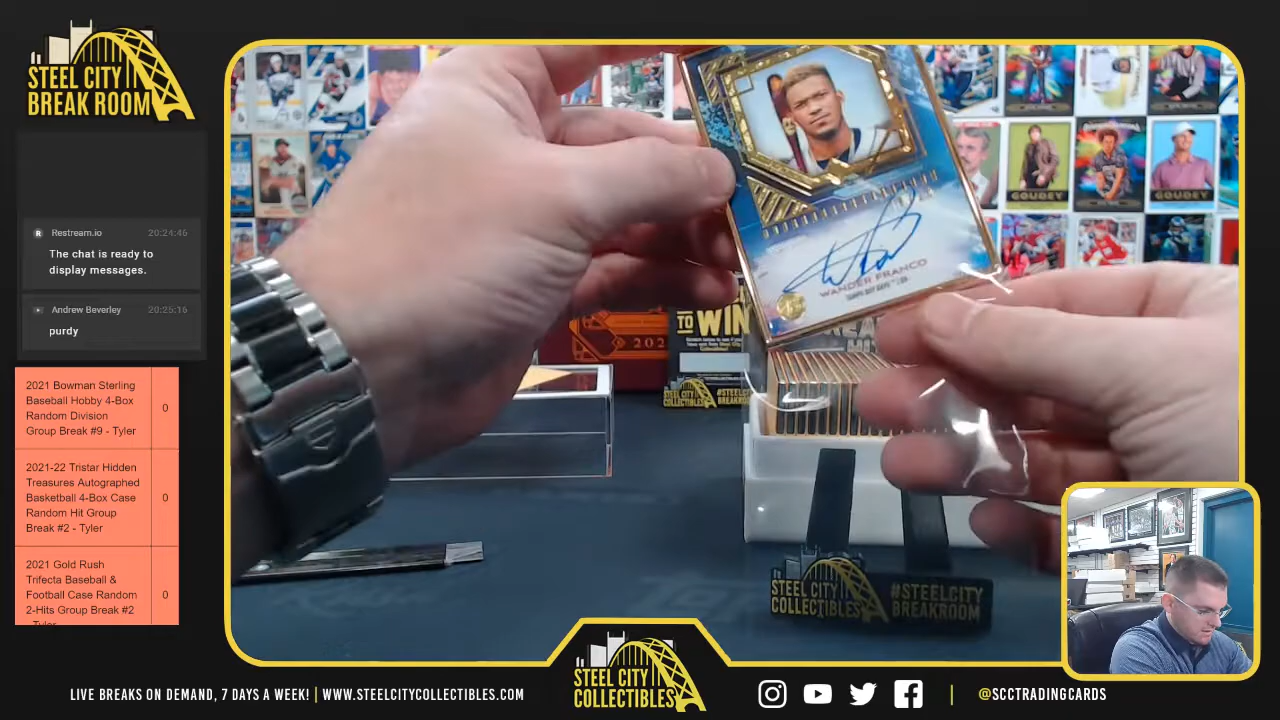 STEEL CITY
BREAK ROOM
Restream.io 20:24:46
The chat is ready to
display messages.
Andrew Beverley 20:25:16
purdy
2021 Bowman Sterling
Baseball Hobby 4-Box
Random Division
Group Break #9 - Tyler
0
2021-22 Tristar Hidden
Treasures Autographed
Basketball 4-Box Case
Random Hit Group
Break #2 - Tyler
0
2021 Gold Rush
Trifecta Baseball &
Football Case Random
2-Hits Group Break #2
- Tyler
0
WANDER FRANCO
TO WIN
202
GOUDEY
GOUDEY
GOUDEY
STEEL CITY
COLLECTIBLES
#STEELCITY
BREAKROOM
STEEL CITY
COLLECTIBLES
LIVE BREAKS ON DEMAND, 7 DAYS A WEEK! | WWW.STEELCITYCOLLECTIBLES.COM
| @SCCTRADINGCARDS